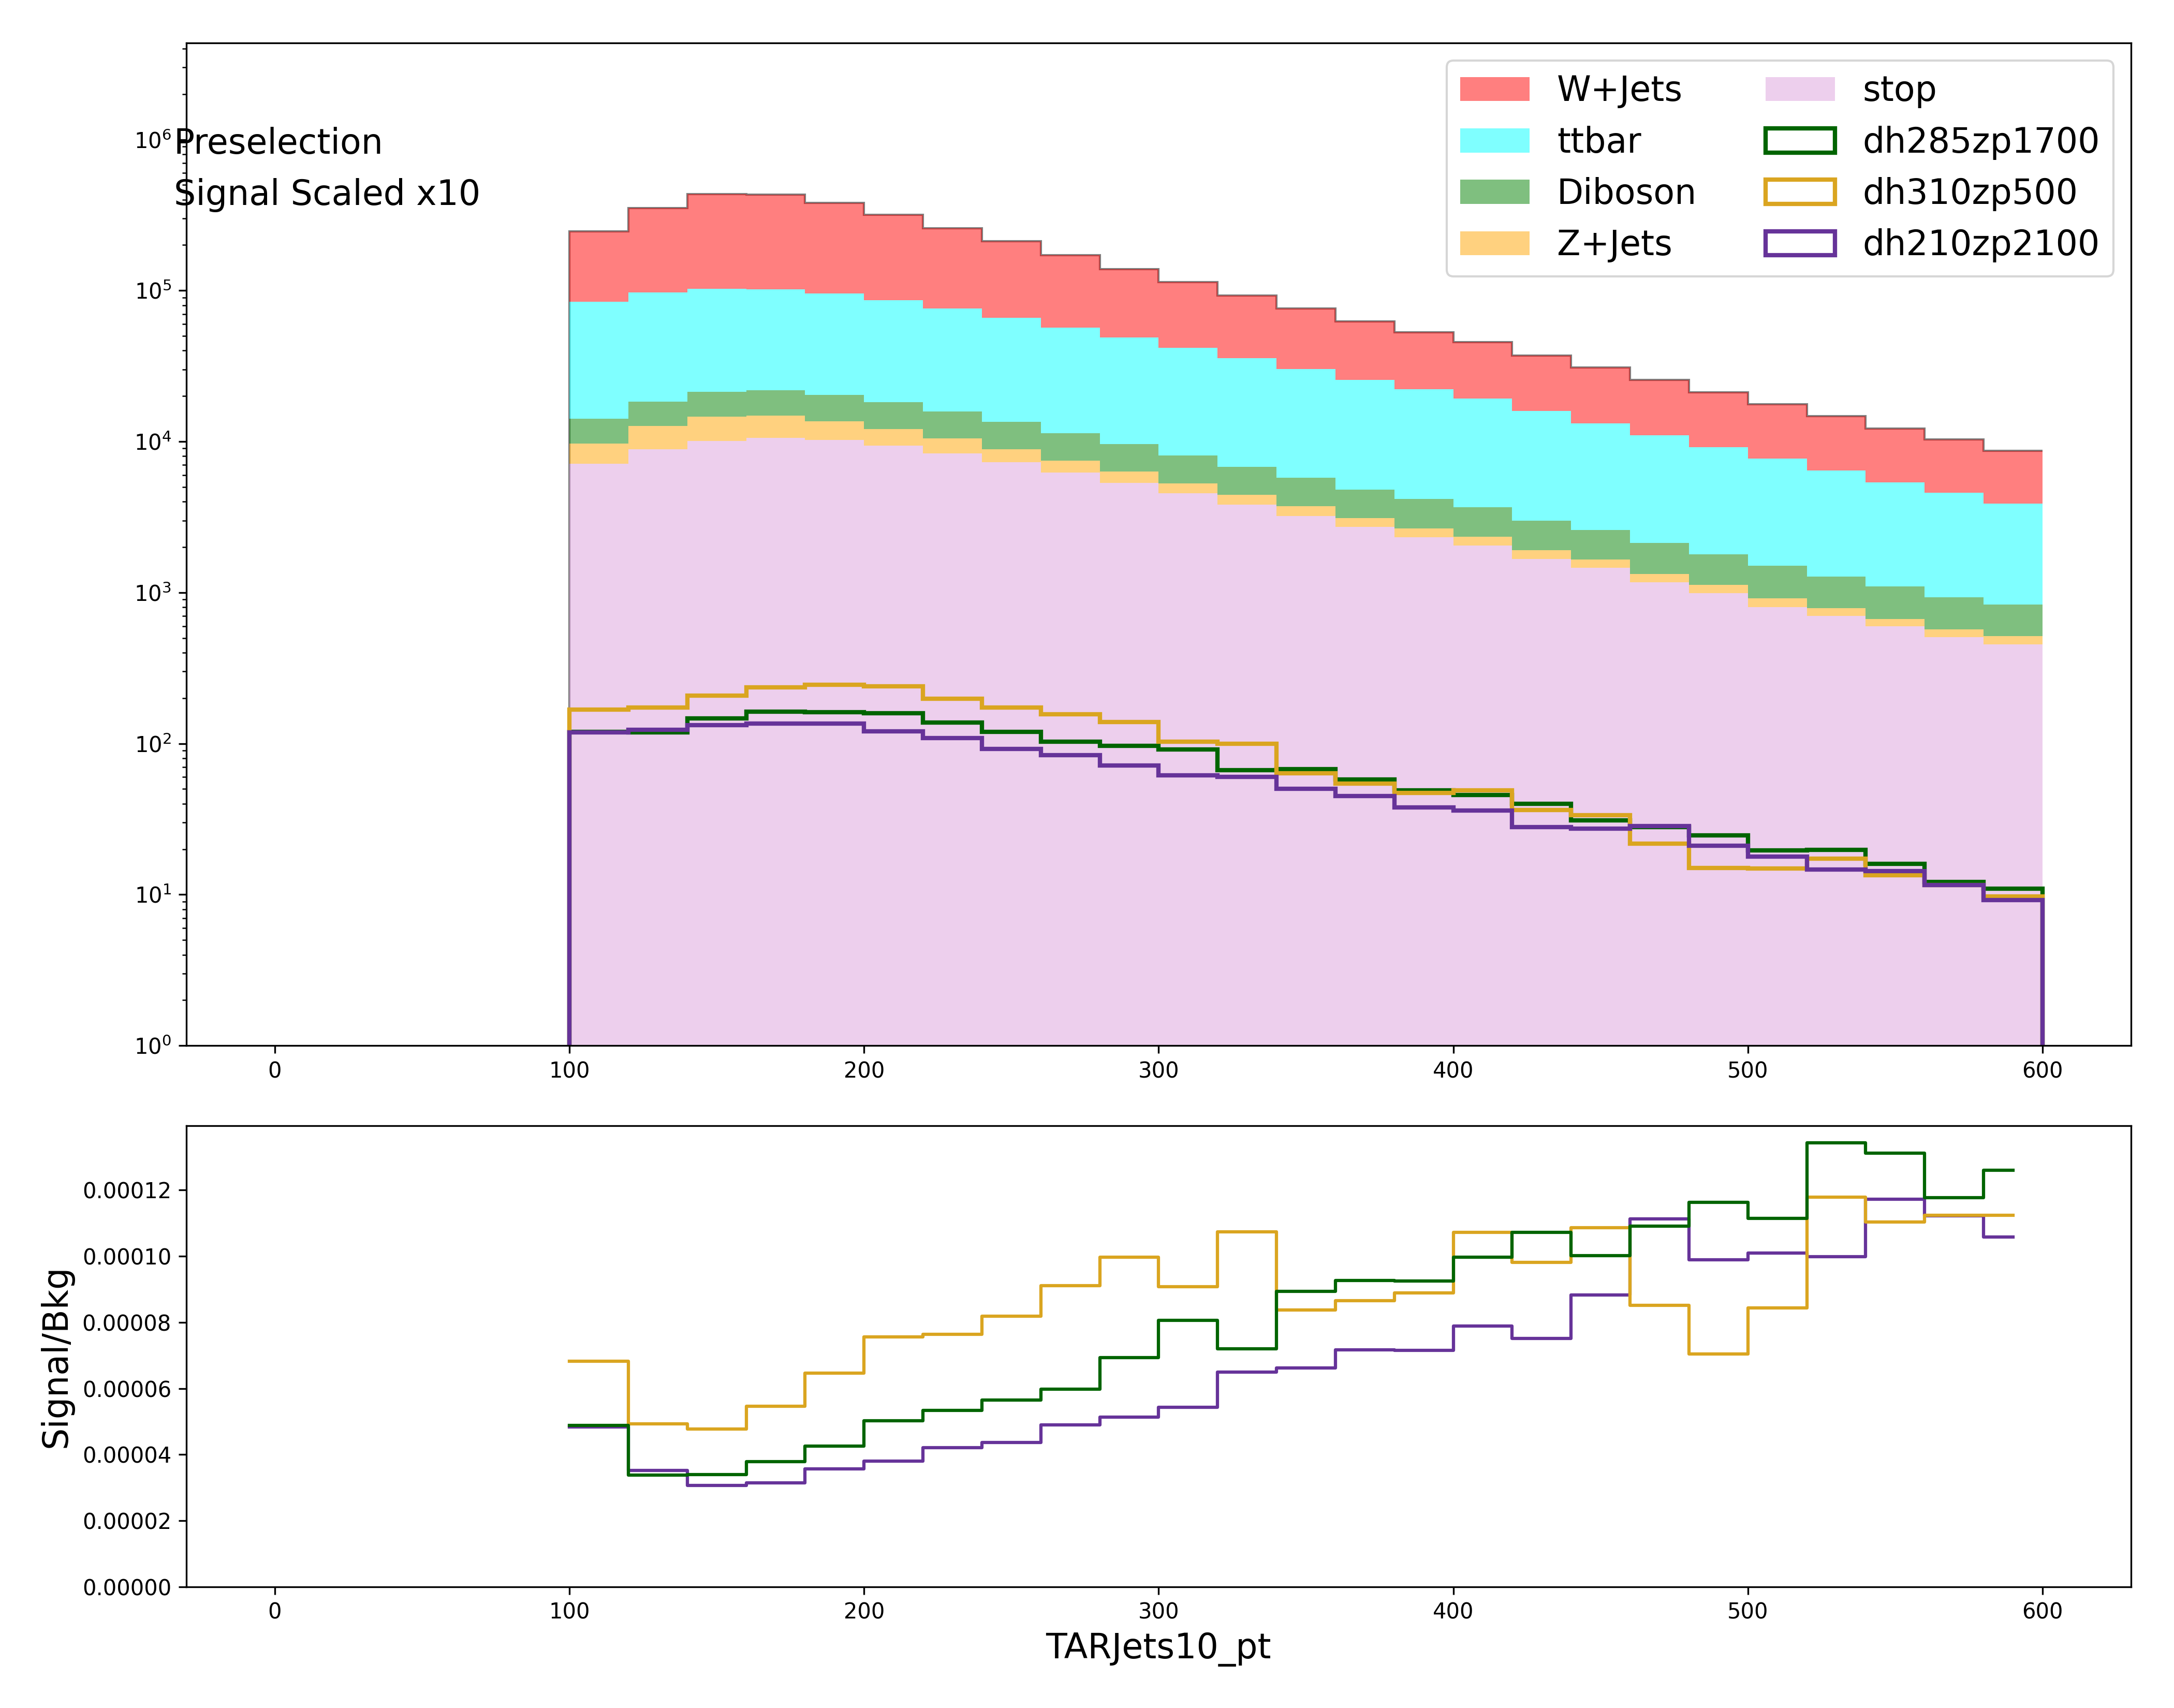 W+Jets
ttbar
Diboson
Z+Jets
stop
dh285zp1700
dh310zp500
dh210zp2100
Preselection
Signal Scaled x10
10⁶
10⁵
10⁴
10³
10²
10¹
10⁰
0 100 200 300 400 500 600
Signal/Bkg
0.00012
0.00010
0.00008
0.00006
0.00004
0.00002
0.00000
0 100 200 300 400 500 600
TARJets10_pt